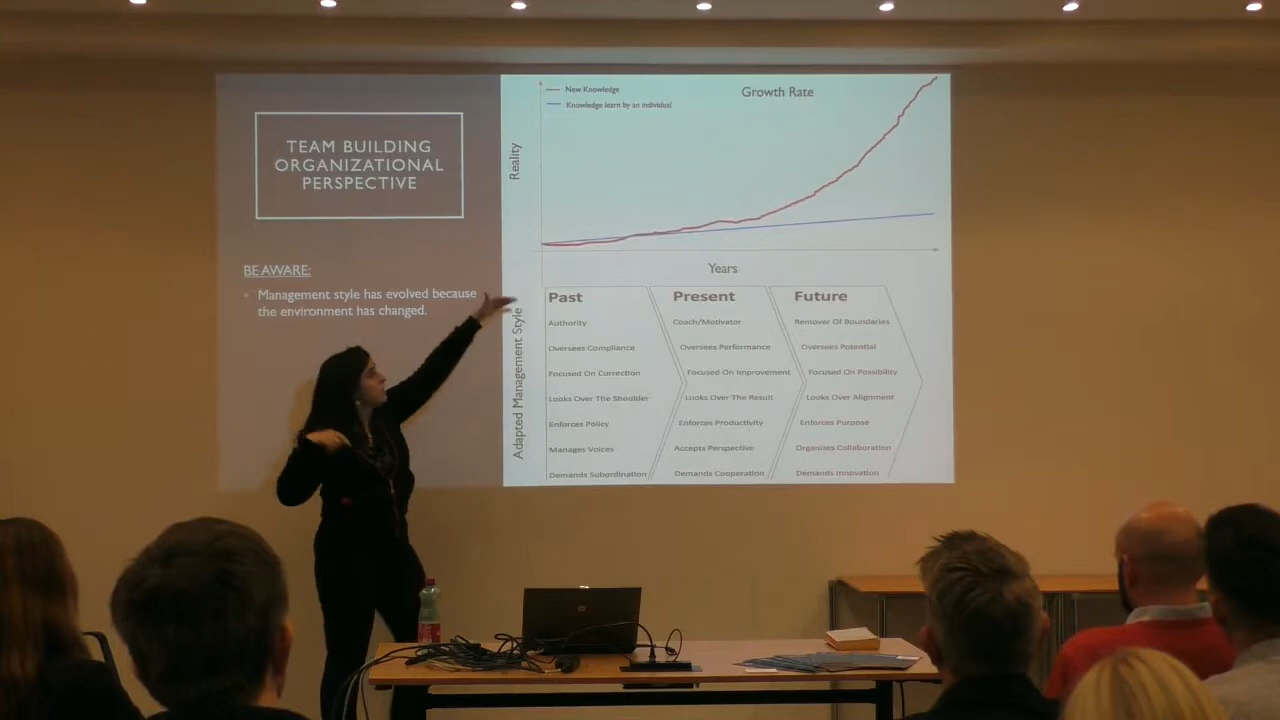 TEAM BUILDING
ORGANIZATIONAL
PERSPECTIVE
BE AWARE:
• Management style has evolved because
the environment has changed.
New Knowledge
Knowledge learn by an individual
Growth Rate
Reality
Years
Adapted Management Style
Past
Authority
Oversees Compliance
Focused On Correction
Looks Over The Shoulder
Enforces Policy
Manages Voices
Demands Subordination
Present
Coach/Motivator
Oversees Performance
Focused On Improvement
Looks Over The Result
Enforces Productivity
Accepts Perspective
Demands Cooperation
Future
Remover Of Boundaries
Oversees Potential
Focused On Possibility
Looks Over Alignment
Enforces Purpose
Organizes Collaboration
Demands Innovation